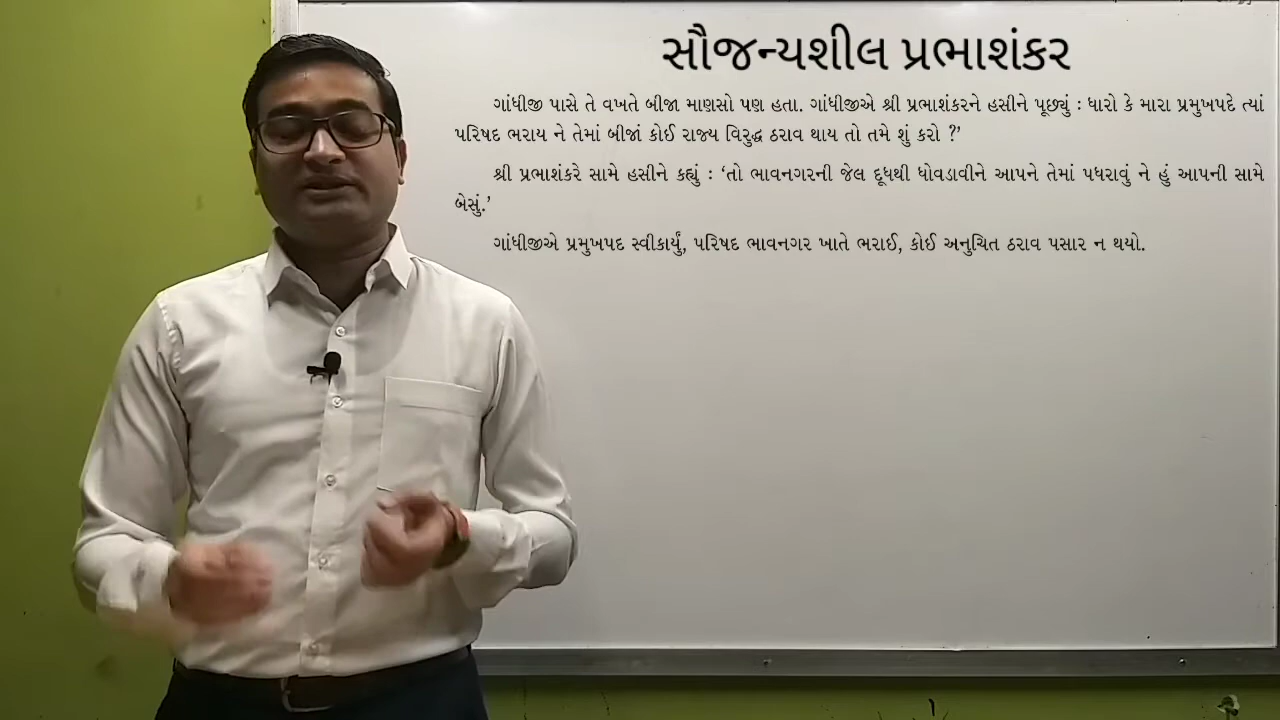 સૌજન્યશીલ પ્રભાશંકર
ગાંધીજી પાસે તે વખતે બીજા માણસો પણ હતા. ગાંધીજીએ શ્રી પ્રભાશંકરને હસીને પૂછ્યું : ધારો કે મારા પ્રમુખપદે ત્યાં
પરિષદ ભરાય ને તેમાં બીજાં કોઈ રાજ્ય વિરુદ્ધ ઠરાવ થાય તો તમે શું કરો ?’
શ્રી પ્રભાશંકરે સામે હસીને કહ્યું : ‘તો ભાવનગરની જેલ દૂધથી ધોવડાવીને આપને તેમાં પધરાવું ને હું આપની સામે
બેસું.’
ગાંધીજીએ પ્રમુખપદ સ્વીકાર્યું, પરિષદ ભાવનગર ખાતે ભરાઈ, કોઈ અનુચિત ઠરાવ પસાર ન થયો.